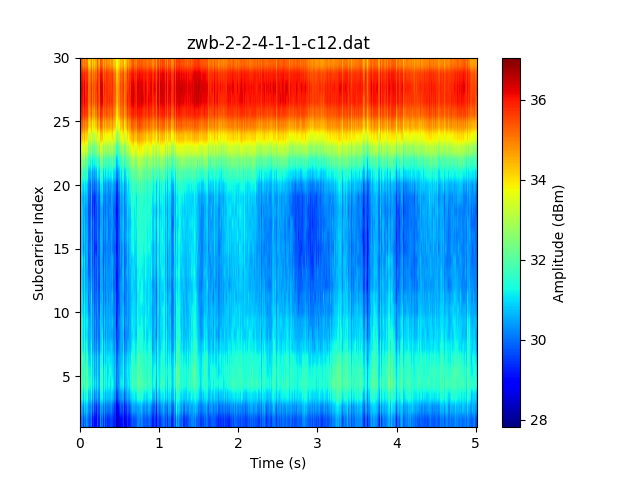 zwb-2-2-4-1-1-c12.dat
30
25
20
15
10
5
Subcarrier Index
0 1 2 3 4 5
Time (s)
36
34
32
30
28
Amplitude (dBm)